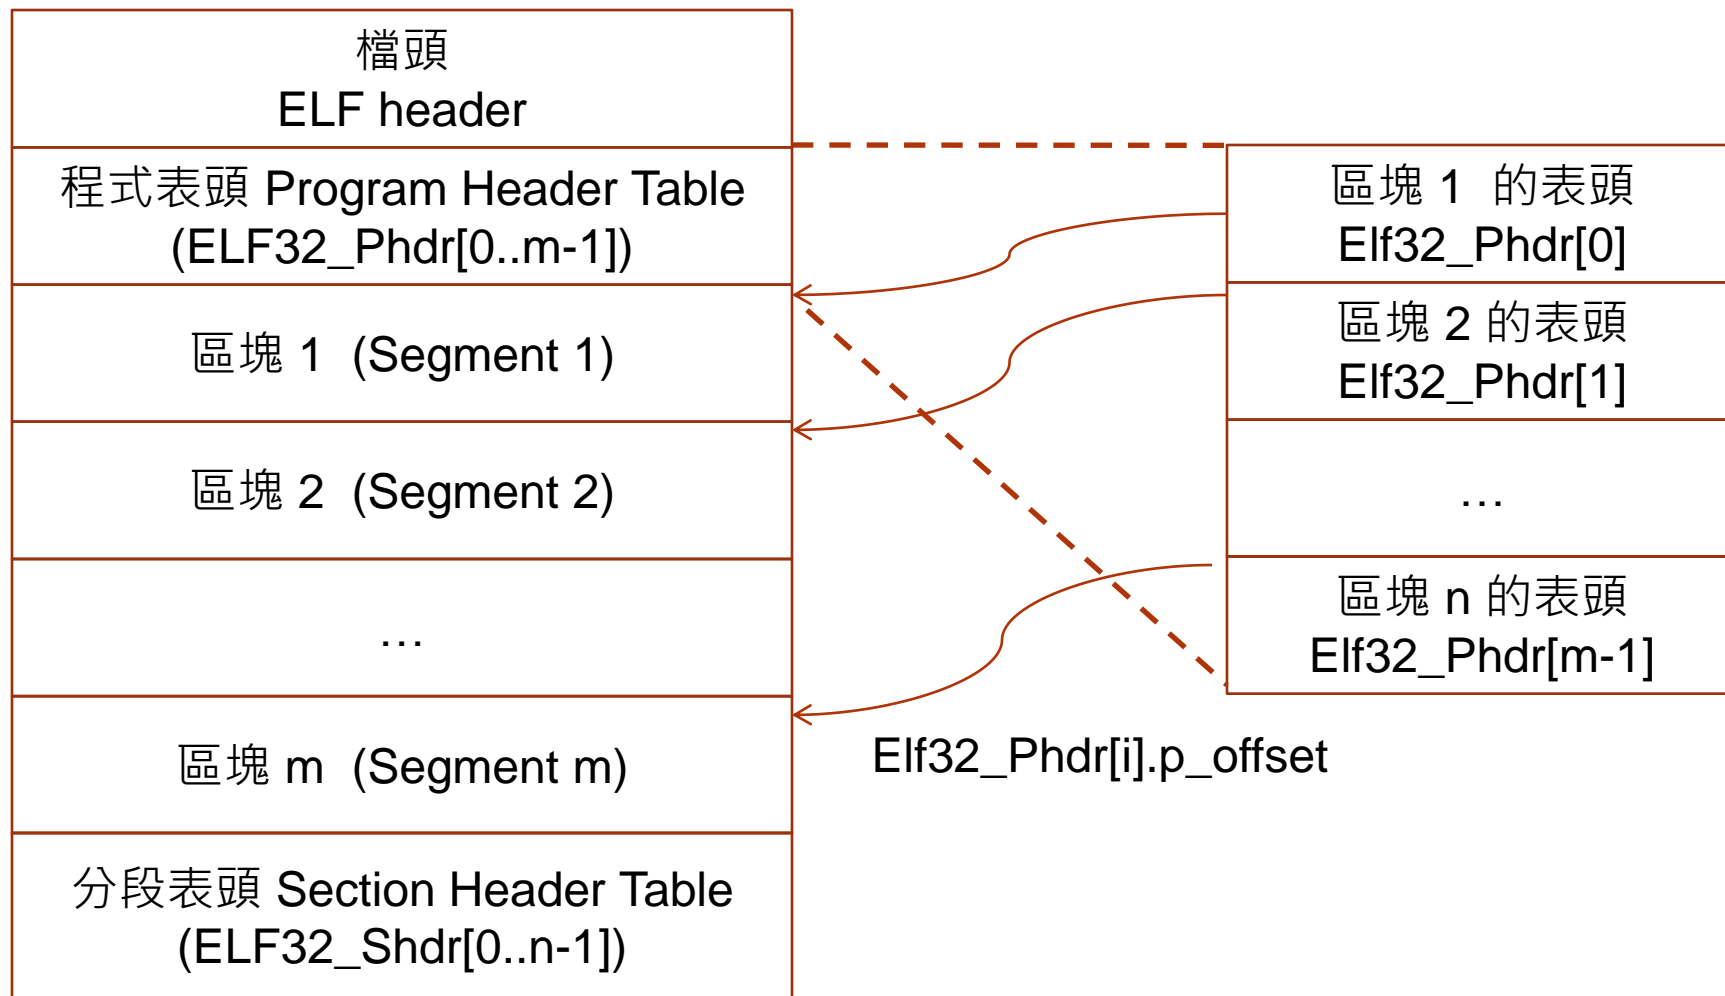 檔頭
ELF header
程式表頭 Program Header Table
(ELF32_Phdr[0..m-1])
區塊 1 (Segment 1)
區塊 2 (Segment 2)
…
區塊 m (Segment m)
分段表頭 Section Header Table
(ELF32_Shdr[0..n-1])
區塊 1 的表頭
Elf32_Phdr[0]
區塊 2 的表頭
Elf32_Phdr[1]
…
區塊 n 的表頭
Elf32_Phdr[m-1]
Elf32_Phdr[i].p_offset